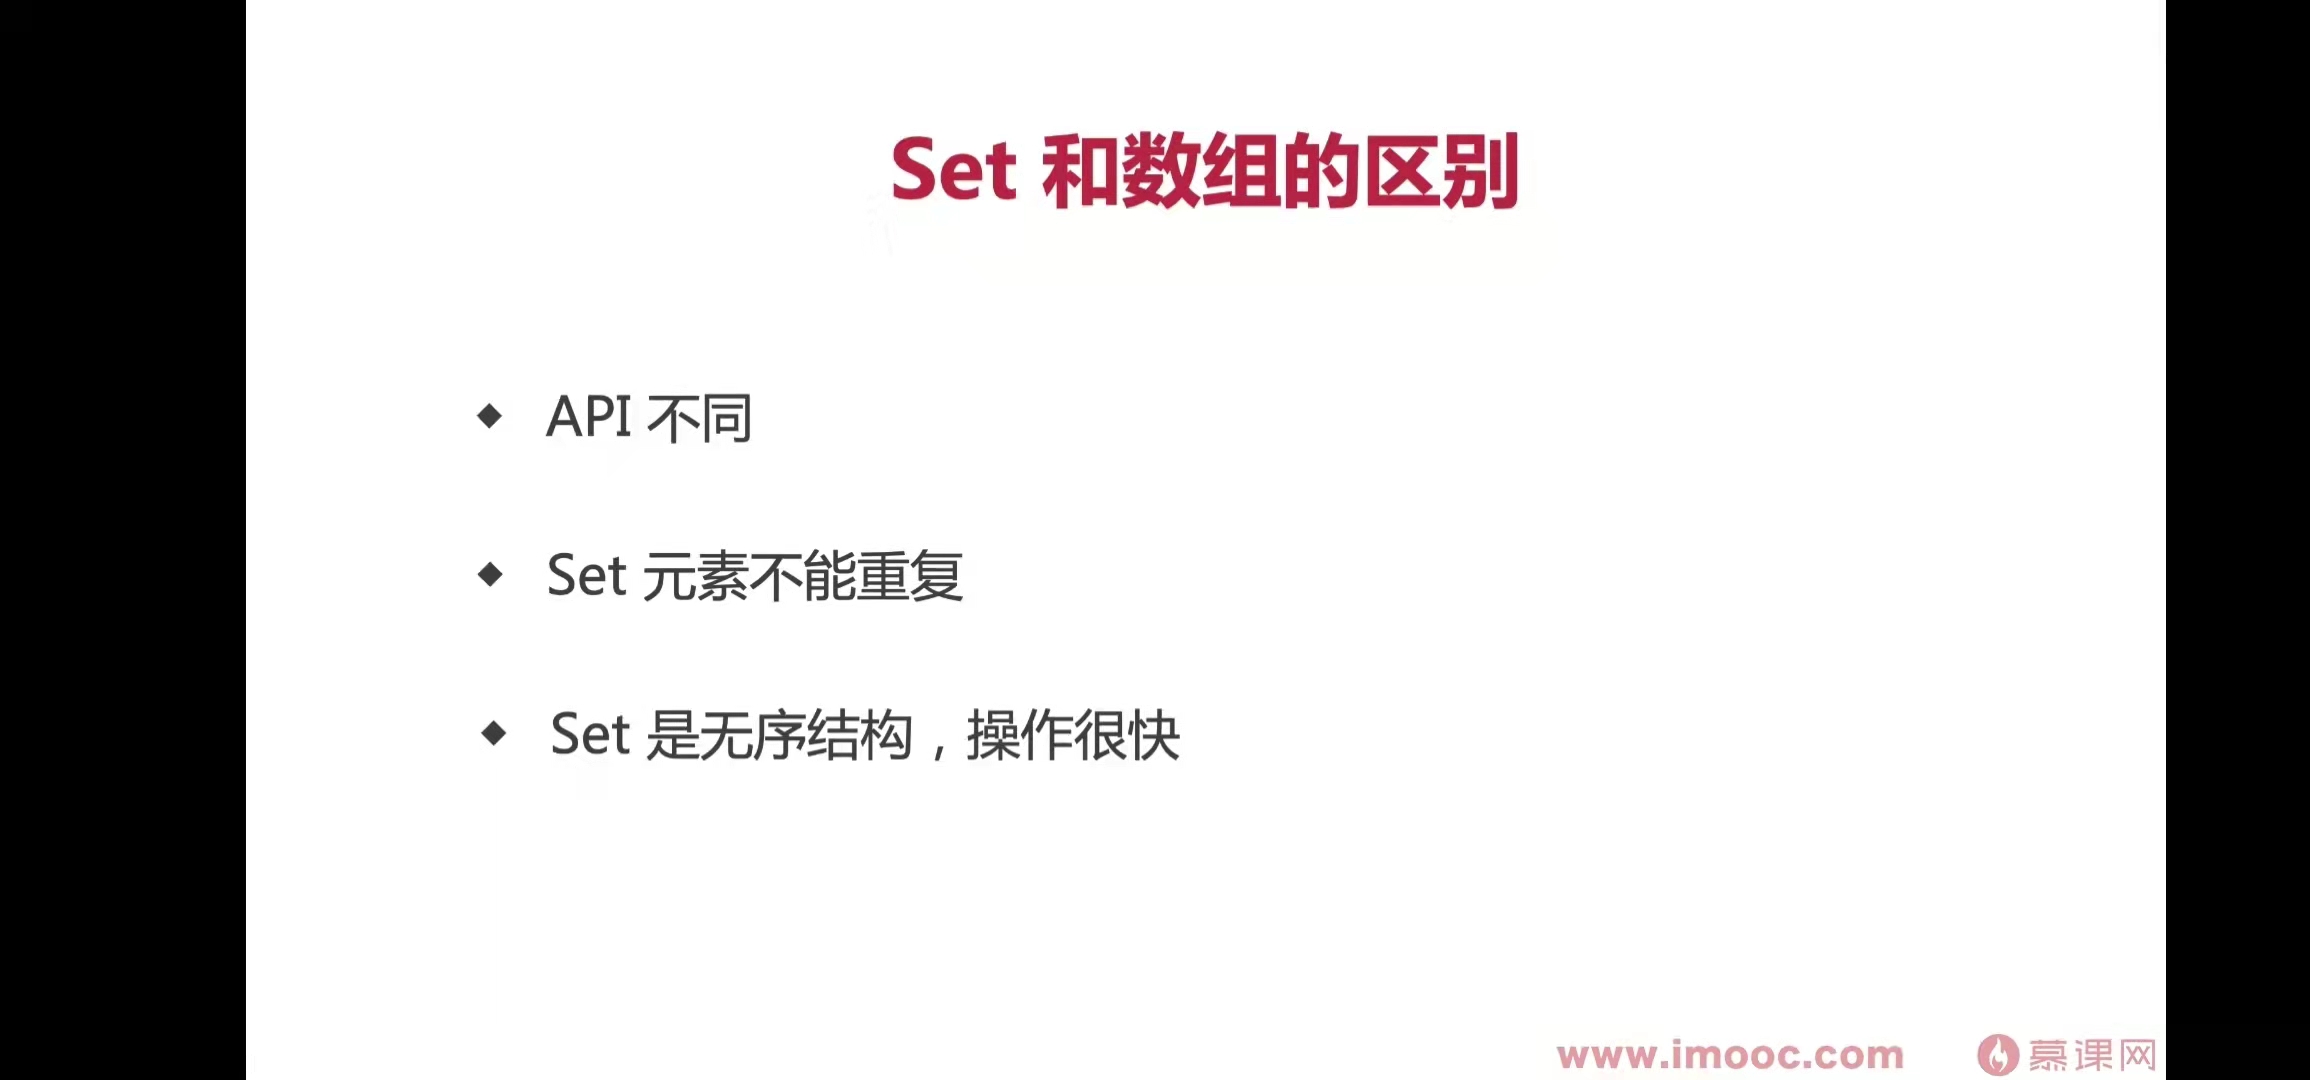 Set 和数组的区别
◆ API 不同
◆ Set 元素不能重复
◆ Set 是无序结构，操作很快
www.imooc.com 慕课网